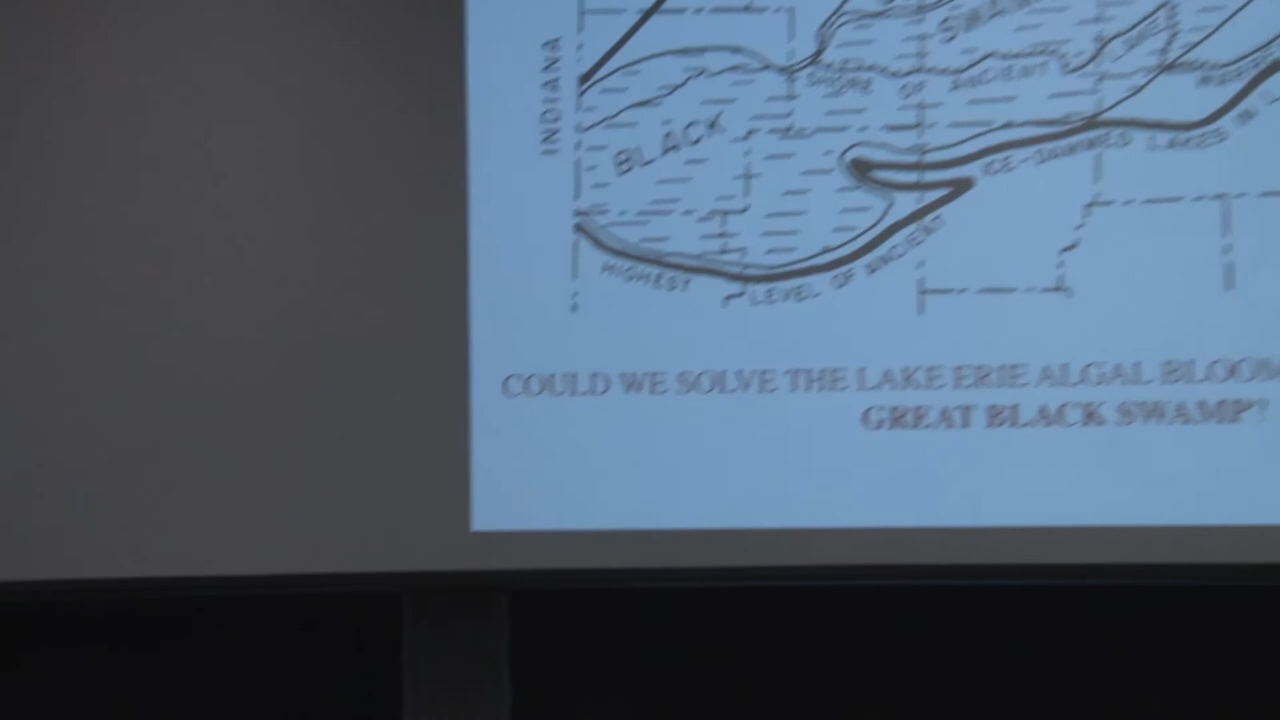 SWAM
INDIANA
SHORE OF ANCIENT
BLACK
ICE-DAMMED LAKES IN
HIGHEST LEVEL OF ANCIENT
COULD WE SOLVE THE LAKE ERIE ALGAL BLOOM
GREAT BLACK SWAMP?